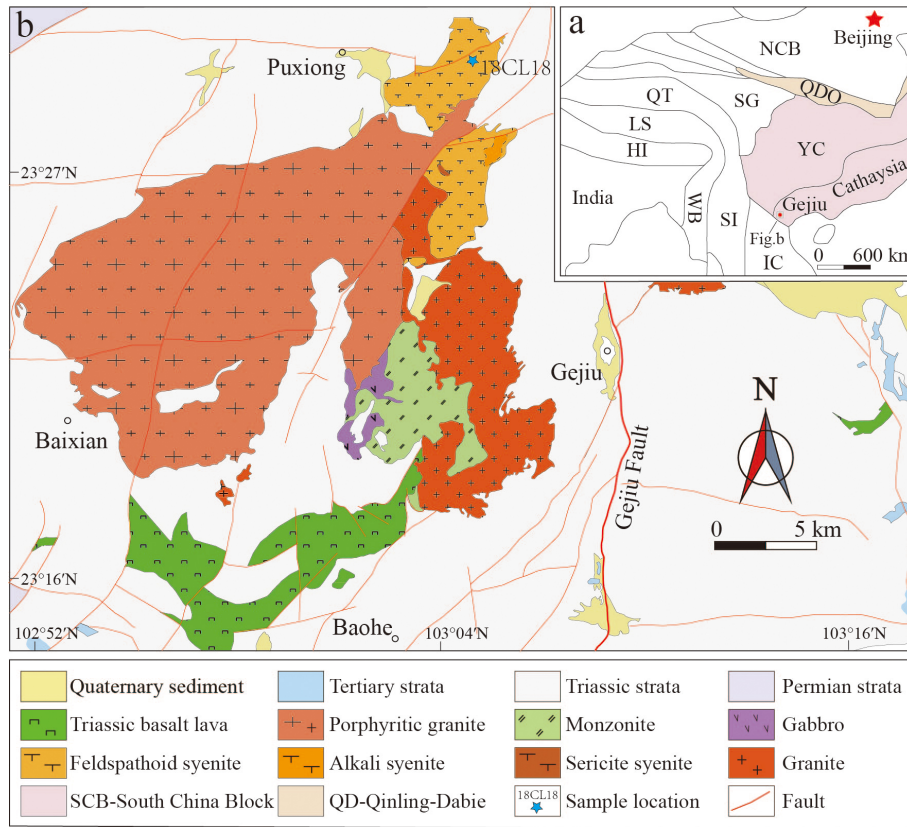 b
Puxiong
18CL18
23°27′N
Baixian
Gejiu
Gejiu Fault
N
0 5 km
23°16′N
102°52′N
Baohe
103°04′N
103°16′N
a
Beijing
NCB
QDO
QT
SG
LS
HI
YC
Cathaysia
India
WB
SI
Gejiu
Fig.b
IC
0 600 km
Quaternary sediment
Tertiary strata
Triassic strata
Permian strata
Triassic basalt lava
Porphyritic granite
Monzonite
Gabbro
Feldspathoid syenite
Alkali syenite
Sericite syenite
Granite
SCB-South China Block
QD-Qinling-Dabie
18CL18
Sample location
Fault